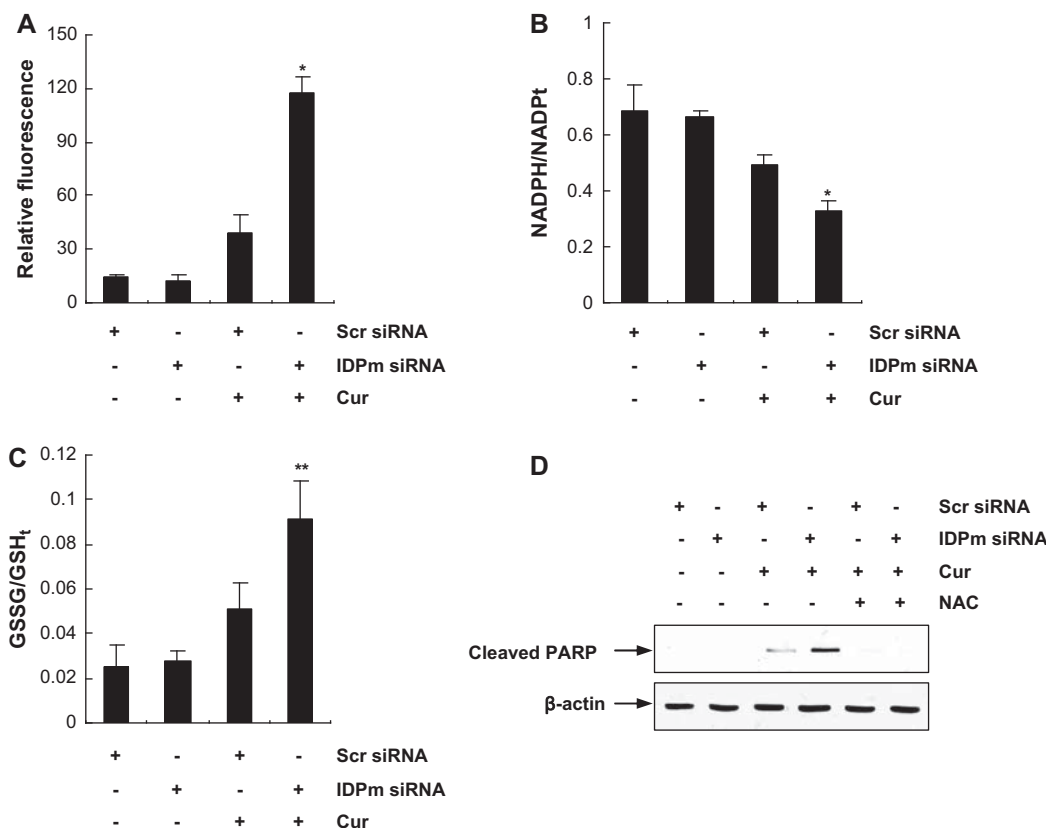 A
Relative fluorescence
150
120
90
60
30
0
*
+ - + - Scr siRNA
- + - + IDPm siRNA
- - + + Cur
B
NADPH/NADPt
1
0.8
0.6
0.4
0.2
0
*
+ - + - Scr siRNA
- + - + IDPm siRNA
- - + + Cur
C
GSSG/GSHt
0.12
0.1
0.08
0.06
0.04
0.02
0
**
+ - + - Scr siRNA
- + - + IDPm siRNA
- - + + Cur
D
+ - + - + - Scr siRNA
- + - + - + IDPm siRNA
- - + + + + Cur
- - - - + + NAC
Cleaved PARP
β-actin